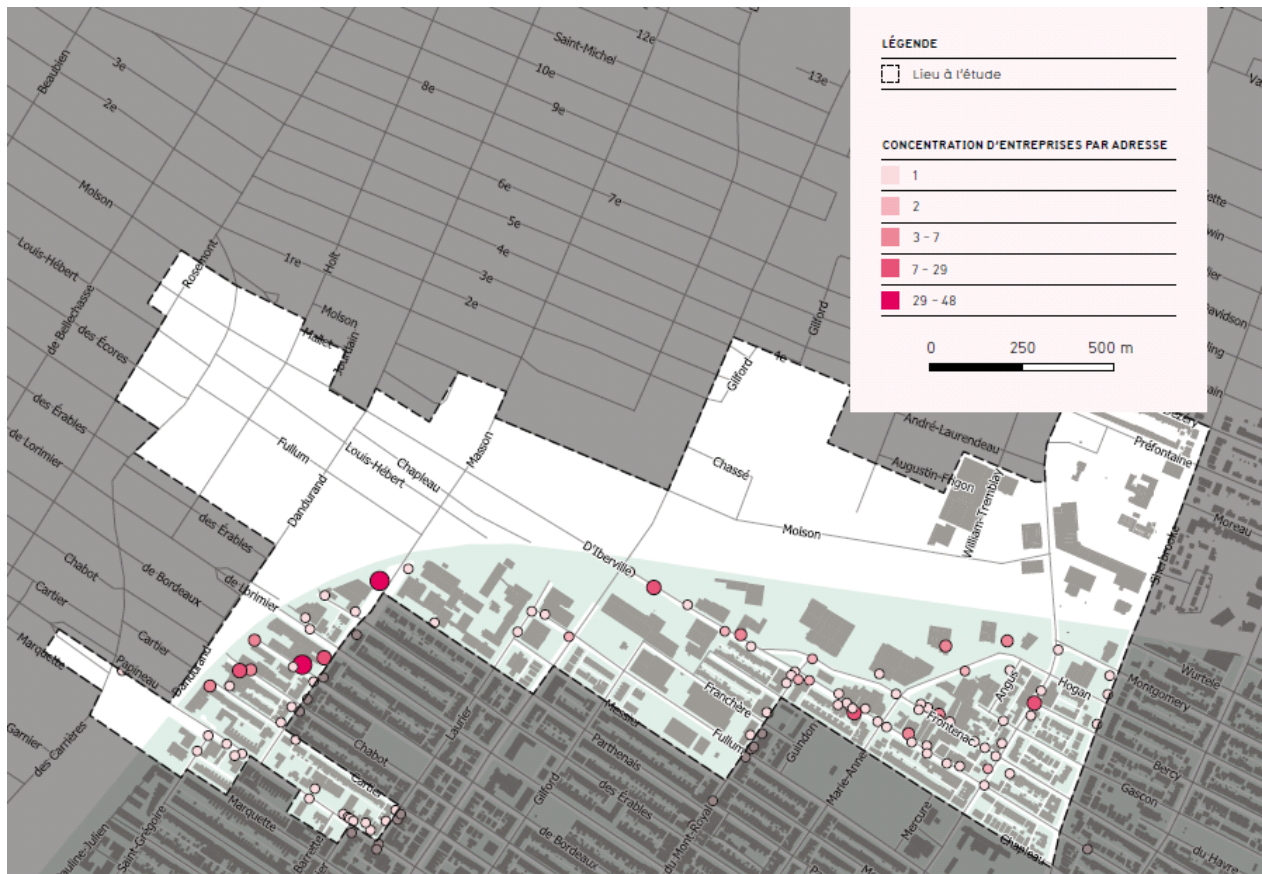 LÉGENDE
Lieu à l'étude
CONCENTRATION D'ENTREPRISES PAR ADRESSE
1
2
3 – 7
7 – 29
29 – 48
0 250 500 m
12e
Saint-Michel
10e
13e
9e
8e
Beaubien
3e
2e
6e
7e
5e
4e
3e
2e
Molson
Rosemont
1re
Holt
Louis-Hébert
de Bellechasse
des Écores
Molson
Mallet
Jourdain
Gilford
4e
Gilford
des Érables
de Lorimier
Fullum
Louis-Hébert
Chapleau
Masson
Dandurand
des Érables
Chassé
André-Laurendeau
Augustin-Frigon
William-Tremblay
Préfontaine
Davidson
Moreau
Sherbrooke
Molson
D'Iberville
Chabot
Cartier
de Bordeaux
de Lorimier
Cartier
Marquette
Papineau
Dandurand
Garnier
des Carrières
Franchère
Fullum
Messier
Parthenais
des Érables
de Bordeaux
Laurier
Gilford
Chabot
Cartier
Marquette
Saint-Grégoire
du Mont-Royal
Guindon
Marie-Anne
Mercure
Frontenac
Angus
Hogan
Wurtele
Montgomery
Bercy
Gascon
du Havre
Chapleau